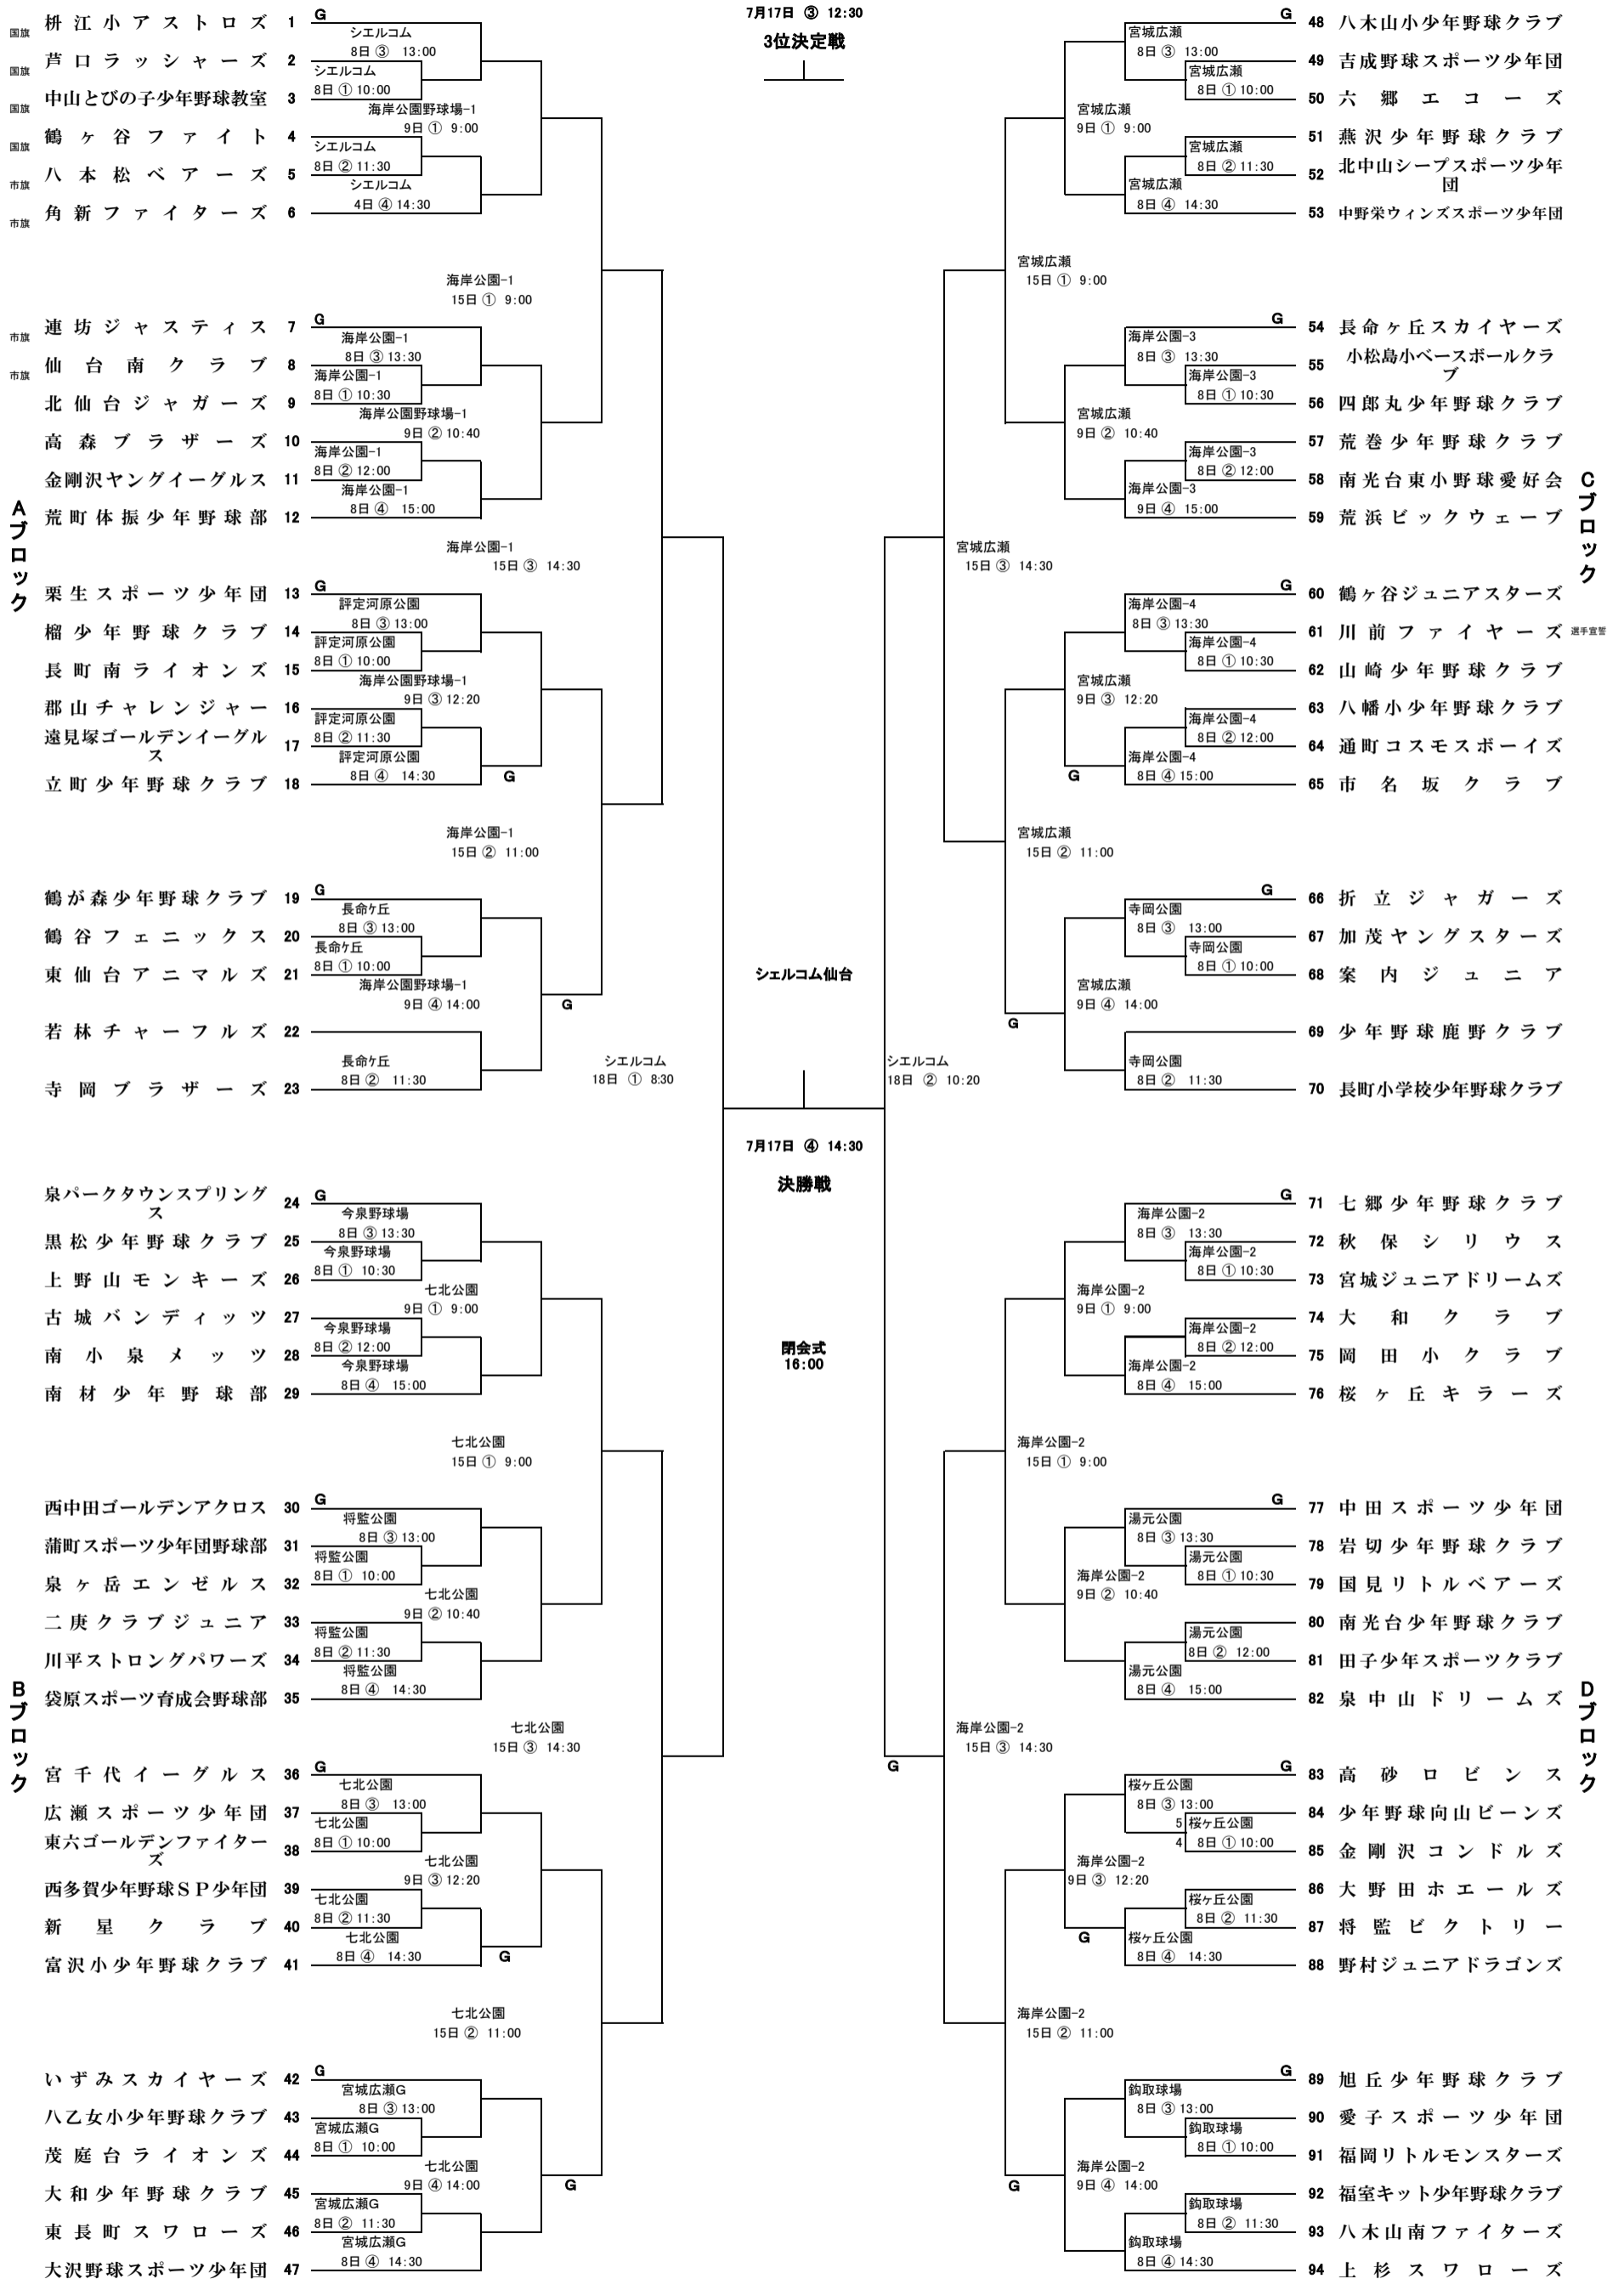 7月17日 ③ 12:30
3位決定戦
Aブロック
国旗 枡江小アストロズ 1 G
シエルコム
8日 ③ 13:00
国旗 芦口ラッシャーズ 2
シエルコム
8日 ① 10:00
国旗 中山とびの子少年野球教室 3
海岸公園野球場-1
9日 ① 9:00
国旗 鶴ヶ谷ファイト 4
シエルコム
8日 ② 11:30
市旗 八本松ベアーズ 5
シエルコム
4日 ④ 14:30
市旗 角新ファイターズ 6
海岸公園-1
15日 ① 9:00
市旗 連坊ジャスティス 7 G
海岸公園-1
8日 ③ 13:30
市旗 仙台南クラブ 8
海岸公園-1
8日 ① 10:30
北仙台ジャガーズ 9
海岸公園野球場-1
9日 ② 10:40
高森ブラザーズ 10
海岸公園-1
8日 ② 12:00
金剛沢ヤングイーグルス 11
海岸公園-1
8日 ④ 15:00
荒町体振少年野球部 12
海岸公園-1
15日 ③ 14:30
栗生スポーツ少年団 13 G
評定河原公園
8日 ③ 13:00
榴少年野球クラブ 14
評定河原公園
8日 ① 10:00
長町南ライオンズ 15
海岸公園野球場-1
9日 ③ 12:20
郡山チャレンジャー 16
評定河原公園
8日 ② 11:30
遠見塚ゴールデンイーグル
ス 17
評定河原公園
8日 ④ 14:30
G
立町少年野球クラブ 18
海岸公園-1
15日 ② 11:00
鶴が森少年野球クラブ 19 G
長命ケ丘
8日 ③ 13:00
鶴谷フェニックス 20
長命ケ丘
8日 ① 10:00
東仙台アニマルズ 21
海岸公園野球場-1
9日 ④ 14:00
G
若林チャーフルズ 22
長命ケ丘
8日 ② 11:30
寺岡ブラザーズ 23
シエルコム
18日 ① 8:30
Bブロック
泉パークタウンスプリング
ス 24 G
今泉野球場
8日 ③ 13:30
黒松少年野球クラブ 25
今泉野球場
8日 ① 10:30
上野山モンキーズ 26
七北公園
9日 ① 9:00
古城バンディッツ 27
今泉野球場
8日 ② 12:00
南小泉メッツ 28
今泉野球場
8日 ④ 15:00
南材少年野球部 29
七北公園
15日 ① 9:00
西中田ゴールデンアクロス 30 G
将監公園
8日 ③ 13:00
蒲町スポーツ少年団野球部 31
将監公園
8日 ① 10:00
泉ヶ岳エンゼルス 32
七北公園
9日 ② 10:40
二庚クラブジュニア 33
将監公園
8日 ② 11:30
川平ストロングパワーズ 34
将監公園
8日 ④ 14:30
袋原スポーツ育成会野球部 35
七北公園
15日 ③ 14:30
宮千代イーグルス 36 G
七北公園
8日 ③ 13:00
広瀬スポーツ少年団 37
七北公園
8日 ① 10:00
東六ゴールデンファイター
ズ 38
七北公園
9日 ③ 12:20
西多賀少年野球ＳＰ少年団 39
七北公園
8日 ② 11:30
新星クラブ 40
七北公園
8日 ④ 14:30
G
富沢小少年野球クラブ 41
七北公園
15日 ② 11:00
いずみスカイヤーズ 42 G
宮城広瀬G
8日 ③ 13:00
八乙女小少年野球クラブ 43
宮城広瀬G
8日 ① 10:00
茂庭台ライオンズ 44
七北公園
9日 ④ 14:00
G
大和少年野球クラブ 45
宮城広瀬G
8日 ② 11:30
東長町スワローズ 46
宮城広瀬G
8日 ④ 14:30
大沢野球スポーツ少年団 47
シェルコム仙台
7月17日 ④ 14:30
決勝戦
閉会式
16:00
Cブロック
G 48 八木山小少年野球クラブ
宮城広瀬
8日 ③ 13:00
49 吉成野球スポーツ少年団
宮城広瀬
8日 ① 10:00
50 六郷エコーズ
宮城広瀬
9日 ① 9:00
51 燕沢少年野球クラブ
宮城広瀬
8日 ② 11:30
52 北中山シープスポーツ少年
団
宮城広瀬
8日 ④ 14:30
53 中野栄ウィンズスポーツ少年団
宮城広瀬
15日 ① 9:00
G 54 長命ヶ丘スカイヤーズ
海岸公園-3
8日 ③ 13:30
55 小松島小ベースボールクラ
ブ
海岸公園-3
8日 ① 10:30
56 四郎丸少年野球クラブ
宮城広瀬
9日 ② 10:40
57 荒巻少年野球クラブ
海岸公園-3
8日 ② 12:00
58 南光台東小野球愛好会
海岸公園-3
9日 ④ 15:00
59 荒浜ビックウェーブ
宮城広瀬
15日 ③ 14:30
G 60 鶴ヶ谷ジュニアスターズ
海岸公園-4
8日 ③ 13:30
61 川前ファイヤーズ 選手宣誓
海岸公園-4
8日 ① 10:30
62 山崎少年野球クラブ
宮城広瀬
9日 ③ 12:20
63 八幡小少年野球クラブ
海岸公園-4
8日 ② 12:00
64 通町コスモスボーイズ
海岸公園-4
8日 ④ 15:00
G
65 市名坂クラブ
宮城広瀬
15日 ② 11:00
G 66 折立ジャガーズ
寺岡公園
8日 ③ 13:00
67 加茂ヤングスターズ
寺岡公園
8日 ① 10:00
68 案内ジュニア
宮城広瀬
9日 ④ 14:00
G
69 少年野球鹿野クラブ
寺岡公園
8日 ② 11:30
70 長町小学校少年野球クラブ
シエルコム
18日 ② 10:20
Dブロック
G 71 七郷少年野球クラブ
海岸公園-2
8日 ③ 13:30
72 秋保シリウス
海岸公園-2
8日 ① 10:30
73 宮城ジュニアドリームズ
海岸公園-2
9日 ① 9:00
74 大和クラブ
海岸公園-2
8日 ② 12:00
75 岡田小クラブ
海岸公園-2
8日 ④ 15:00
76 桜ヶ丘キラーズ
海岸公園-2
15日 ① 9:00
G 77 中田スポーツ少年団
湯元公園
8日 ③ 13:30
78 岩切少年野球クラブ
湯元公園
8日 ① 10:30
79 国見リトルベアーズ
海岸公園-2
9日 ② 10:40
80 南光台少年野球クラブ
湯元公園
8日 ② 12:00
81 田子少年スポーツクラブ
湯元公園
8日 ④ 15:00
82 泉中山ドリームズ
海岸公園-2
15日 ③ 14:30
G
G 83 高砂ロビンス
桜ヶ丘公園
8日 ③ 13:00
84 少年野球向山ビーンズ
5 桜ヶ丘公園
4 8日 ① 10:00
85 金剛沢コンドルズ
海岸公園-2
9日 ③ 12:20
86 大野田ホエールズ
桜ヶ丘公園
8日 ② 11:30
87 将監ビクトリー
G
桜ヶ丘公園
8日 ④ 14:30
88 野村ジュニアドラゴンズ
海岸公園-2
15日 ② 11:00
G 89 旭丘少年野球クラブ
鈎取球場
8日 ③ 13:00
90 愛子スポーツ少年団
鈎取球場
8日 ① 10:00
91 福岡リトルモンスターズ
海岸公園-2
9日 ④ 14:00
G
92 福室キット少年野球クラブ
鈎取球場
8日 ② 11:30
93 八木山南ファイターズ
鈎取球場
8日 ④ 14:30
94 上杉スワローズ